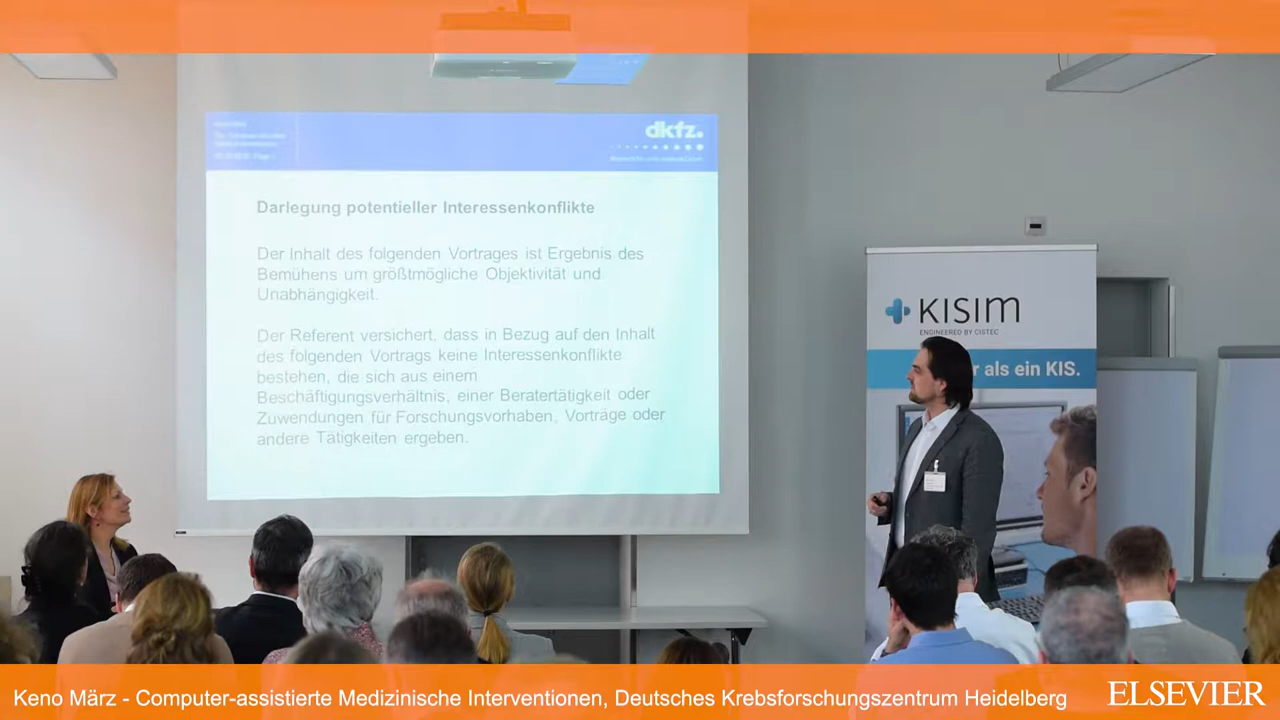 dkfz.
Darlegung potentieller Interessenkonflikte
Der Inhalt des folgenden Vortrages ist Ergebnis des
Bemühens um größtmögliche Objektivität und
Unabhängigkeit.
Der Referent versichert, dass in Bezug auf den Inhalt
des folgenden Vortrags keine Interessenkonflikte
bestehen, die sich aus einem
Beschäftigungsverhältnis, einer Beratertätigkeit oder
Zuwendungen für Forschungsvorhaben, Vorträge oder
andere Tätigkeiten ergeben.
KISIM
ENGINEERED BY CISTEC
als ein KIS.
Keno März - Computer-assistierte Medizinische Interventionen, Deutsches Krebsforschungszentrum Heidelberg
ELSEVIER